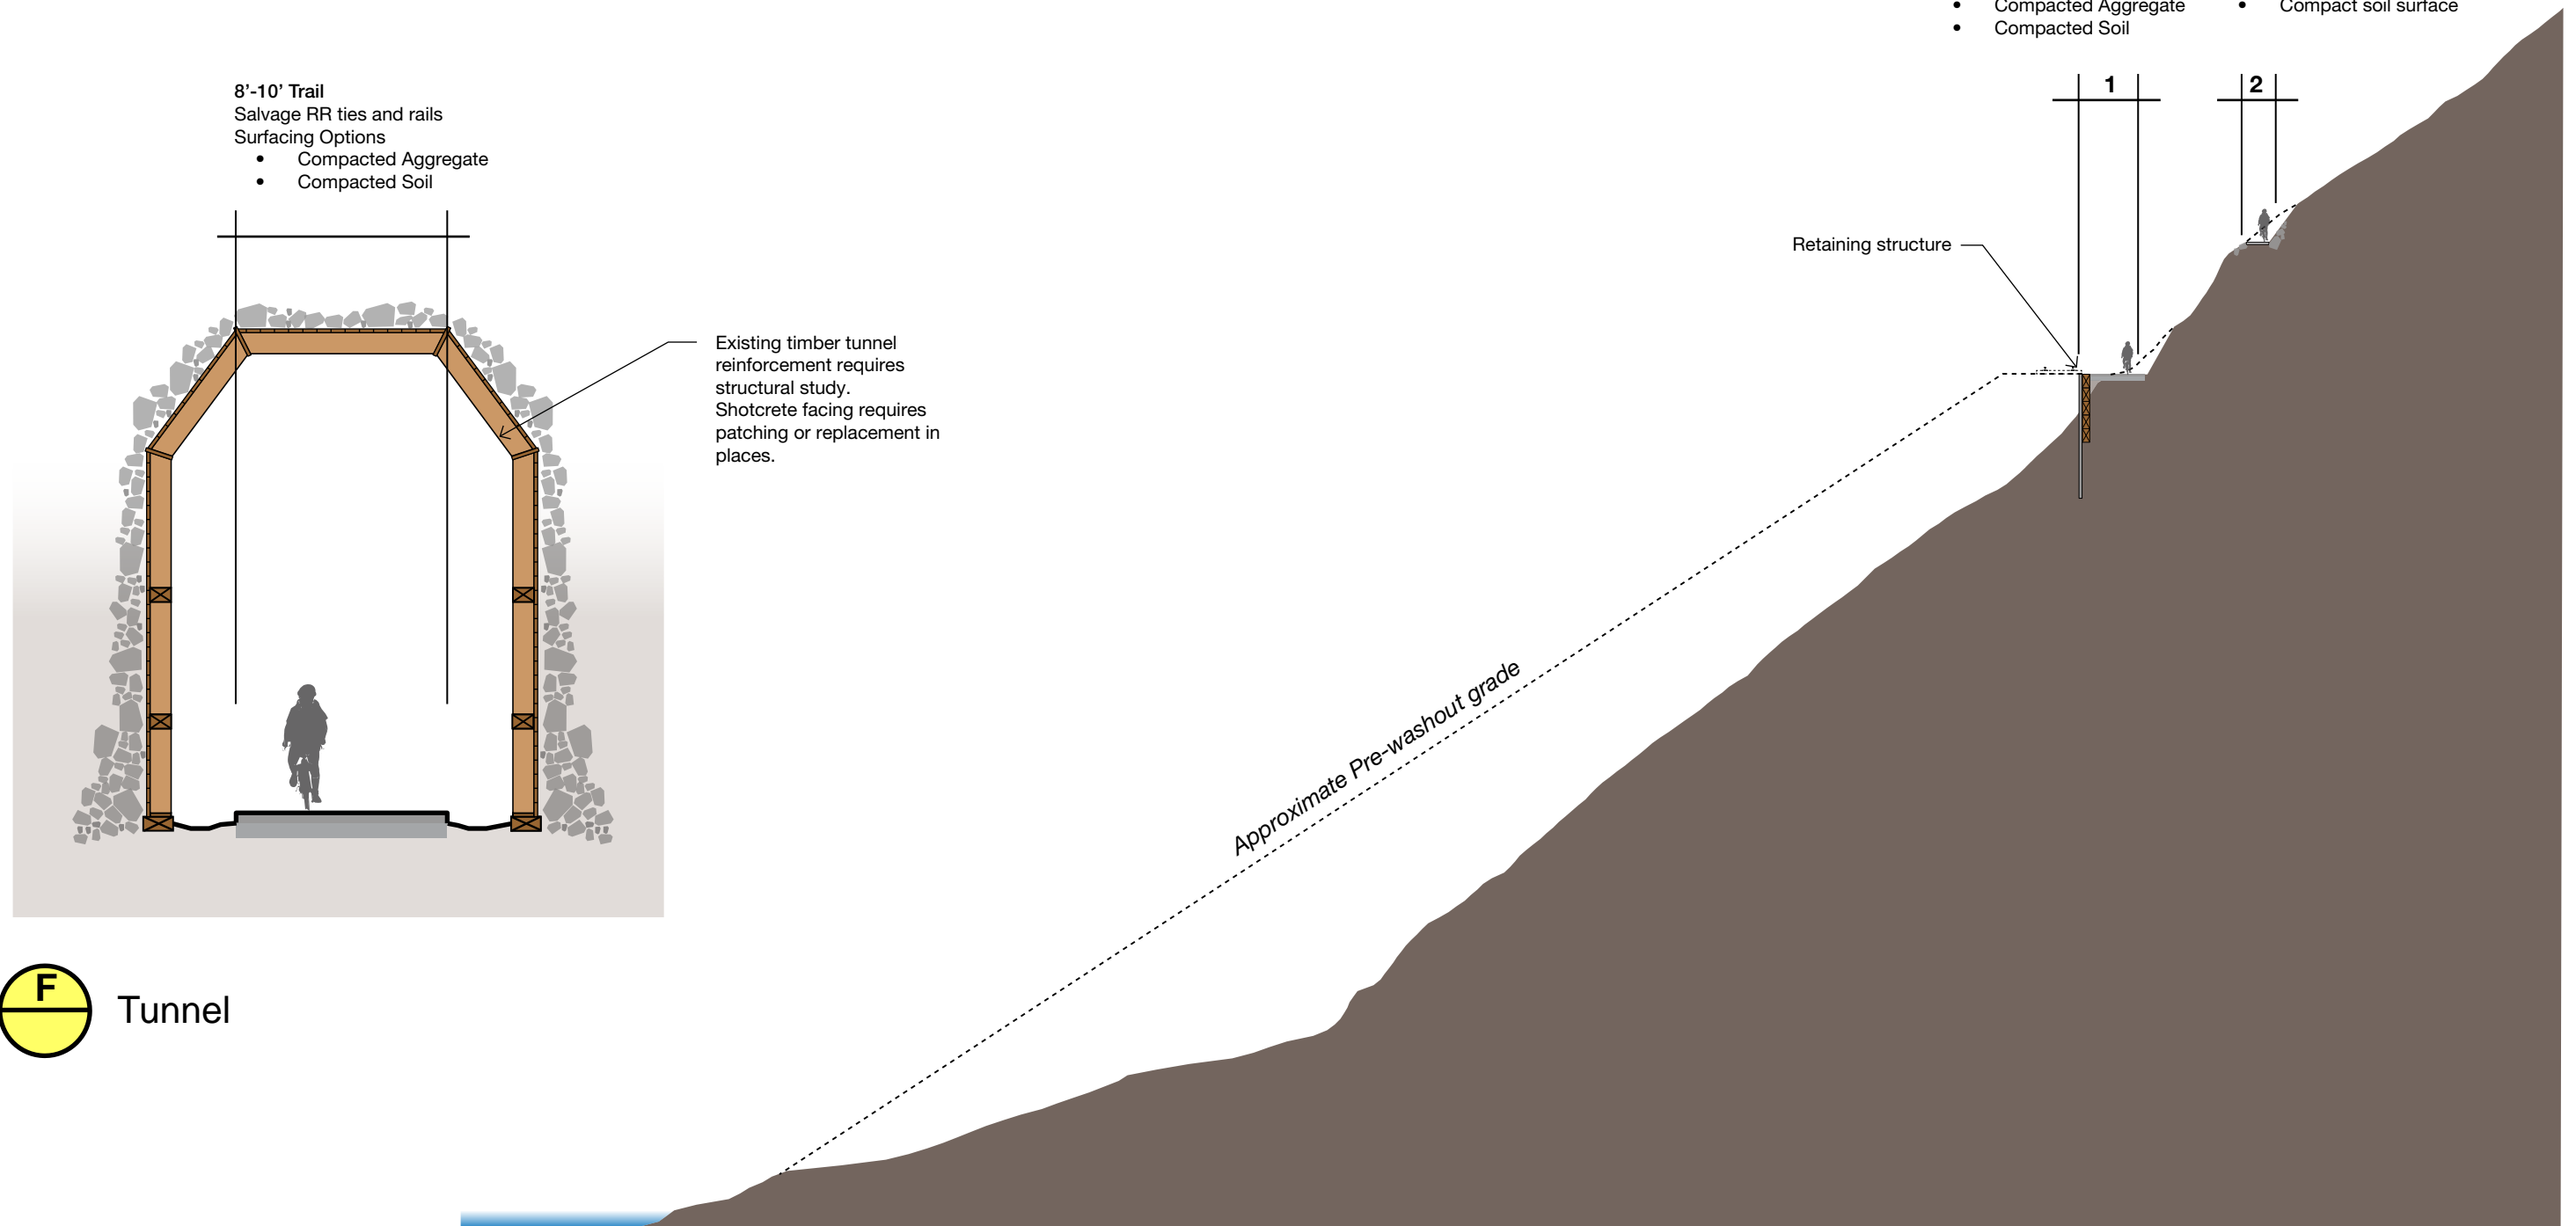 • Compacted Aggregate
• Compacted Soil
• Compact soil surface
1
2
8’-10’ Trail
Salvage RR ties and rails
Surfacing Options
• Compacted Aggregate
• Compacted Soil
Retaining structure
Existing timber tunnel
reinforcement requires
structural study.
Shotcrete facing requires
patching or replacement in
places.
Approximate Pre-washout grade
F
Tunnel